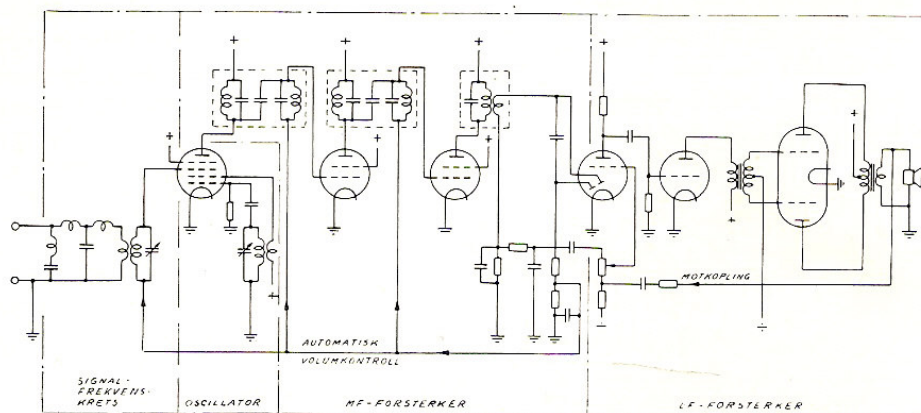 MOTKOPLING
AUTOMATISK
VOLUMKONTROLL
SIGNAL-
FREKVENS-
KRETS
OSCILLATOR
MF-FORSTERKER
LF-FORSTERKER